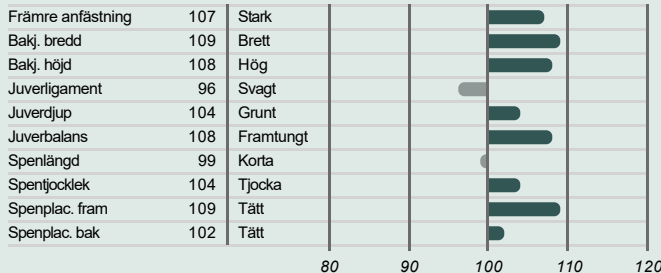 Främre anfästning 107 Stark
Bakj. bredd 109 Brett
Bakj. höjd 108 Hög
Juverligament 96 Svagt
Juverdjup 104 Grunt
Juverbalans 108 Framtungt
Spenlängd 99 Korta
Spentjocklek 104 Tjocka
Spenplac. fram 109 Tätt
Spenplac. bak 102 Tätt
80 90 100 110 120